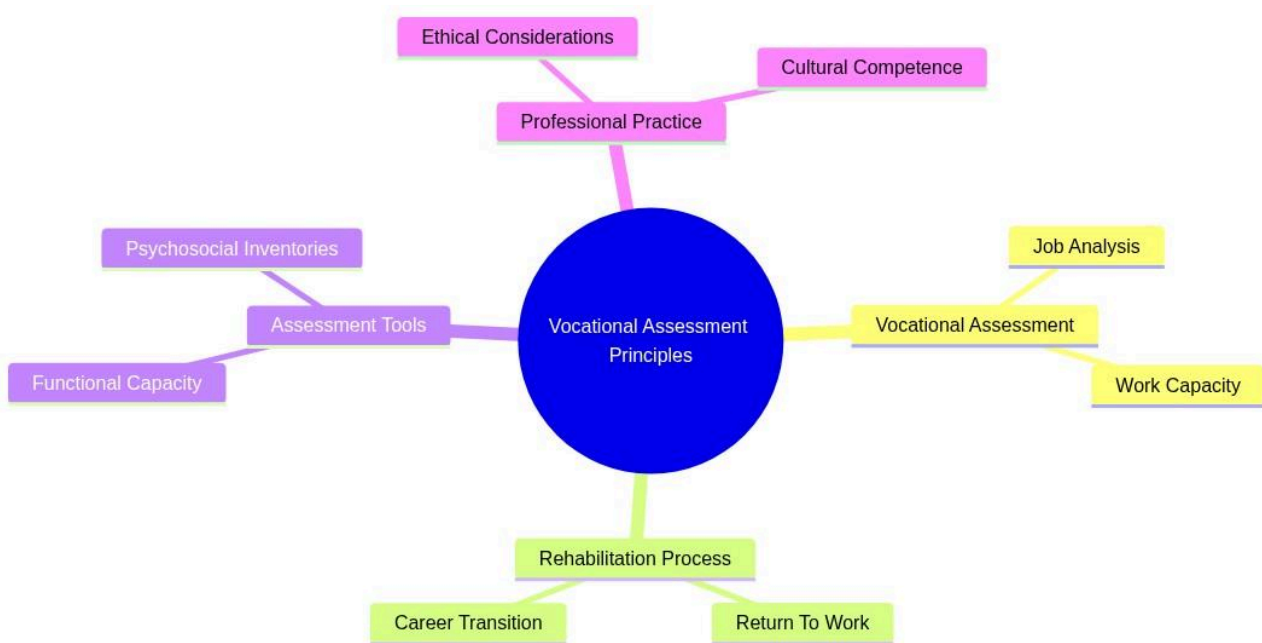 Ethical Considerations
Cultural Competence
Professional Practice
Psychosocial Inventories
Job Analysis
Assessment Tools
Vocational Assessment
Principles
Vocational Assessment
Functional Capacity
Work Capacity
Rehabilitation Process
Career Transition
Return To Work